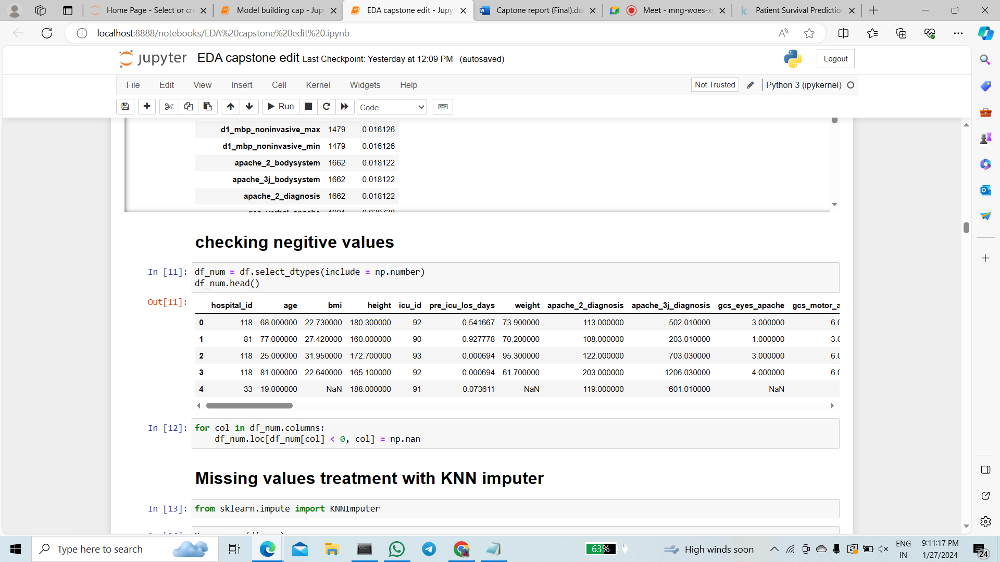 Home Page - Select or cre
Model building cap - Jupy
EDA capstone edit - Jupy
Captone report (Final).do
Meet - mng-woes-xy
Patient Survival Prediction
localhost:8888/notebooks/EDA%20capstone%20edit%20.ipynb
jupyter EDA capstone edit Last Checkpoint: Yesterday at 12:09 PM (autosaved)
Logout
File Edit View Insert Cell Kernel Widgets Help
Not Trusted
Python 3 (ipykernel)
Run
Code
d1_mbp_noninvasive_max 1479 0.016126
d1_mbp_noninvasive_min 1479 0.016126
apache_2_bodysystem 1662 0.018122
apache_3j_bodysystem 1662 0.018122
apache_2_diagnosis 1662 0.018122
gcs_verbal_apache 1901 0.020728
checking negitive values
In [11]: df_num = df.select_dtypes(include = np.number)
df_num.head()
Out[11]:
hospital_id age bmi height icu_id pre_icu_los_days weight apache_2_diagnosis apache_3j_diagnosis gcs_eyes_apache gcs_motor_a
0 118 68.000000 22.730000 180.300000 92 0.541667 73.900000 113.000000 502.010000 3.000000 6.0
1 81 77.000000 27.420000 160.000000 90 0.927778 70.200000 108.000000 203.010000 1.000000 3.0
2 118 25.000000 31.950000 172.700000 93 0.000694 95.300000 122.000000 703.030000 3.000000 6.0
3 118 81.000000 22.640000 165.100000 92 0.000694 61.700000 203.000000 1206.030000 4.000000 6.0
4 33 19.000000 NaN 188.000000 91 0.073611 NaN 119.000000 601.010000 NaN
In [12]: for col in df_num.columns:
df_num.loc[df_num[col] < 0, col] = np.nan
Missing values treatment with KNN imputer
In [13]: from sklearn.impute import KNNImputer
Type here to search
63%
High winds soon
ENG
IN
9:11:17 PM
1/27/2024
24